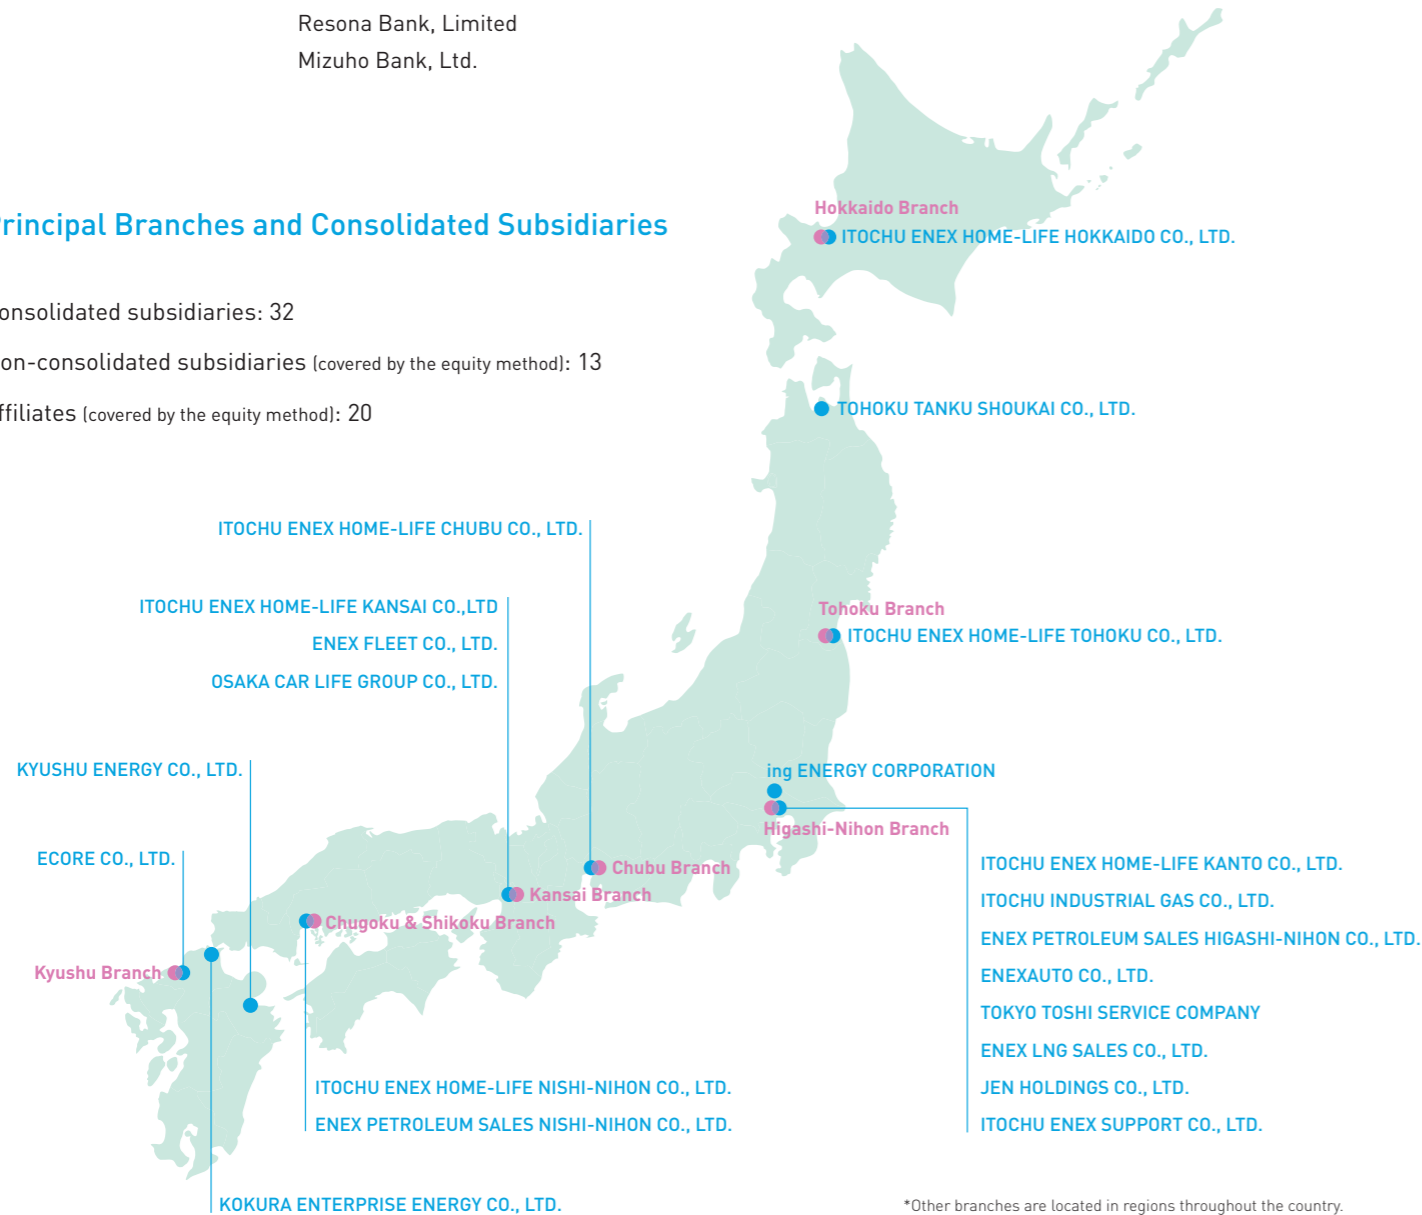 Resona Bank, Limited
Mizuho Bank, Ltd.
Principal Branches and Consolidated Subsidiaries
onsolidated subsidiaries: 32
on-consolidated subsidiaries (covered by the equity method): 13
ffiliates (covered by the equity method): 20
Hokkaido Branch
ITOCHU ENEX HOME-LIFE HOKKAIDO CO., LTD.
TOHOKU TANKU SHOUKAI CO., LTD.
ITOCHU ENEX HOME-LIFE CHUBU CO., LTD.
ITOCHU ENEX HOME-LIFE KANSAI CO.,LTD
ENEX FLEET CO., LTD.
OSAKA CAR LIFE GROUP CO., LTD.
Tohoku Branch
ITOCHU ENEX HOME-LIFE TOHOKU CO., LTD.
KYUSHU ENERGY CO., LTD.
ECORE CO., LTD.
ing ENERGY CORPORATION
Higashi-Nihon Branch
Chubu Branch
Kansai Branch
Chugoku & Shikoku Branch
Kyushu Branch
ITOCHU ENEX HOME-LIFE KANTO CO., LTD.
ITOCHU INDUSTRIAL GAS CO., LTD.
ENEX PETROLEUM SALES HIGASHI-NIHON CO., LTD.
ENEXAUTO CO., LTD.
TOKYO TOSHI SERVICE COMPANY
ENEX LNG SALES CO., LTD.
JEN HOLDINGS CO., LTD.
ITOCHU ENEX SUPPORT CO., LTD.
ITOCHU ENEX HOME-LIFE NISHI-NIHON CO., LTD.
ENEX PETROLEUM SALES NISHI-NIHON CO., LTD.
KOKURA ENTERPRISE ENERGY CO., LTD.
*Other branches are located in regions throughout the country.